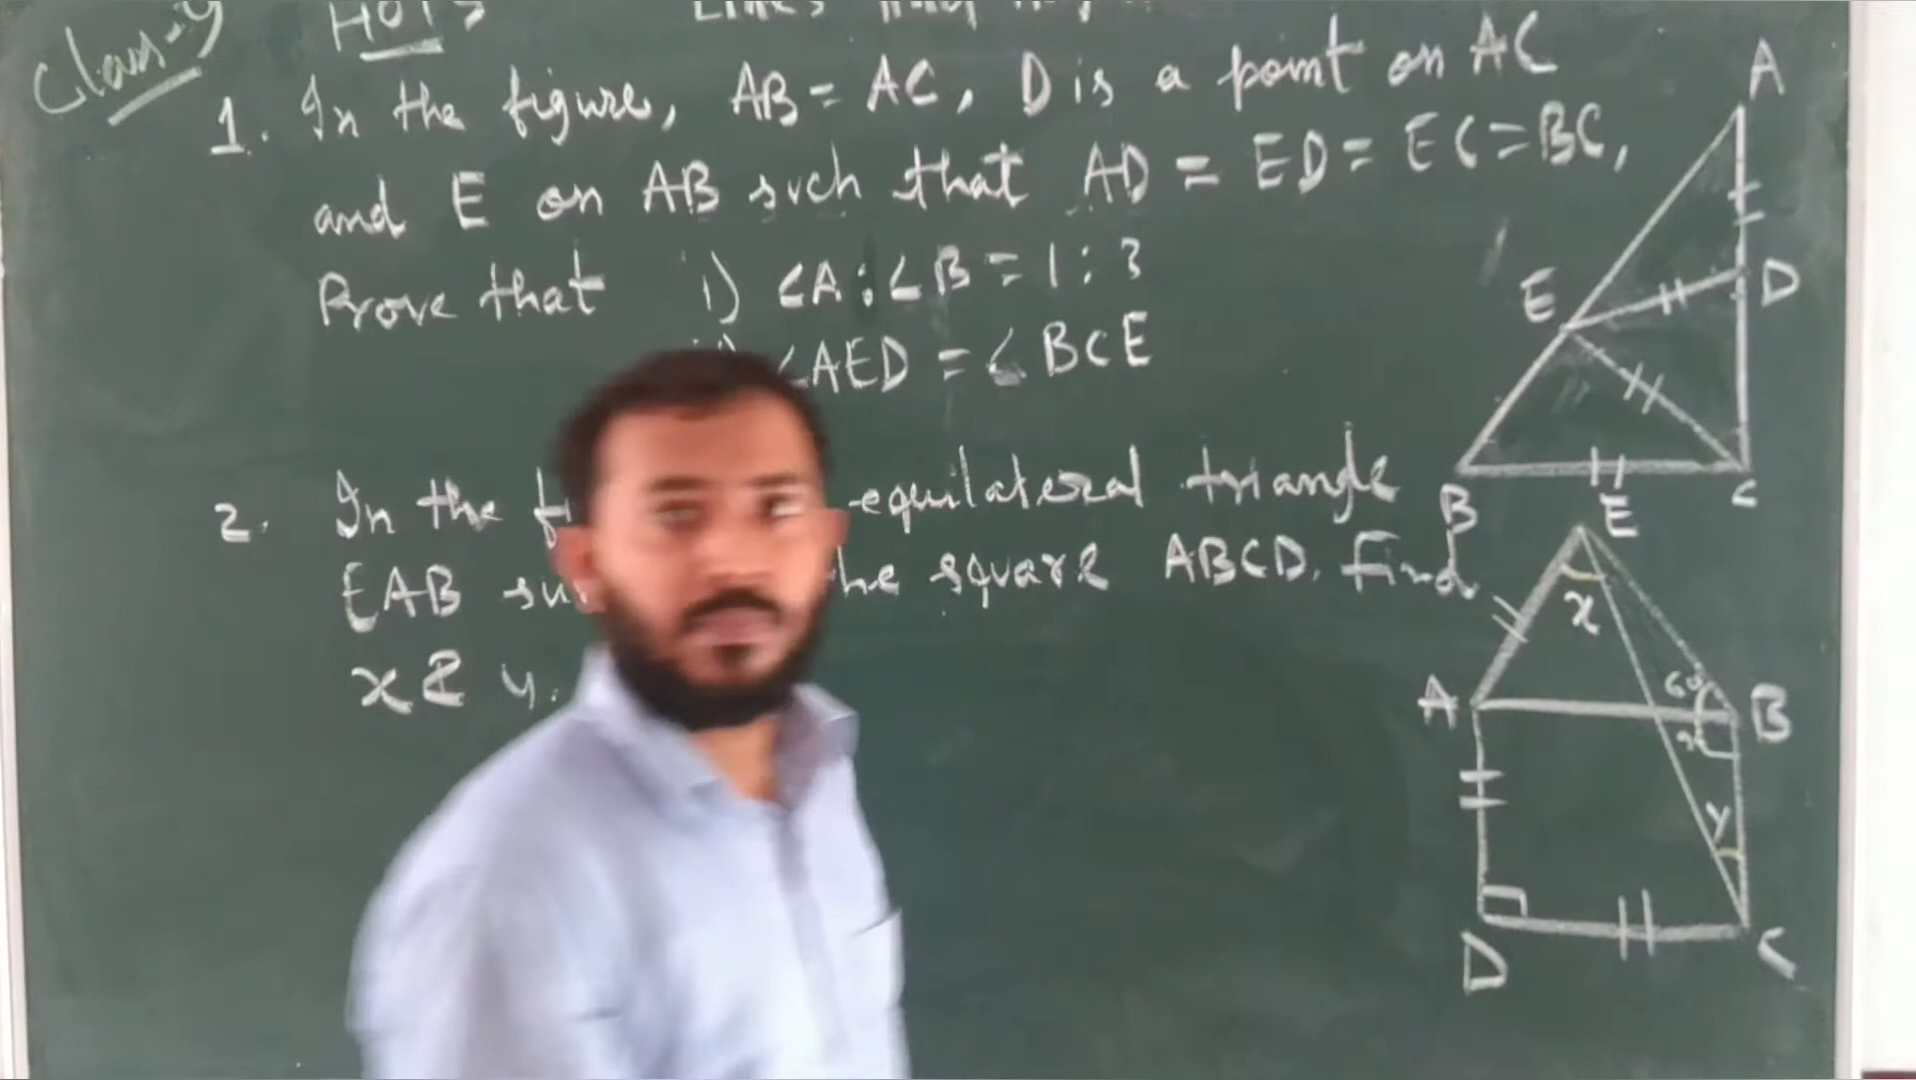 Class-9
HOTS
Lines and
1. In the figure, AB = AC, D is a point on AC
and E on AB such that AD = ED = EC = BC,
Prove that i) ∠A : ∠B = 1 : 3
∠AED = ∠BCE
2. In the equilateral triangle
EAB the square ABCD. Find
x & y.
A
E
D
B
C
E
x
A
60
B
y
D
C